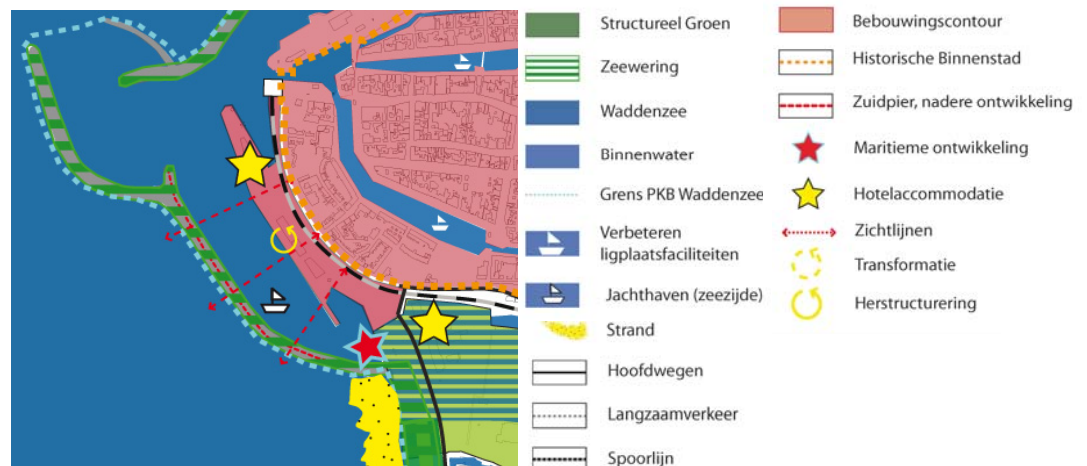 Structureel Groen
Zeewering
Waddenzee
Binnenwater
Grens PKB Waddenzee
Verbeteren
ligplaatsfaciliteiten
Jachthaven (zeezijde)
Strand
Hoofdwegen
Langzaamverkeer
Spoorlijn
Bebouwingscontour
Historische Binnenstad
Zuidpier, nadere ontwikkeling
Maritieme ontwikkeling
Hotelaccommodatie
Zichtlijnen
Transformatie
Herstructurering